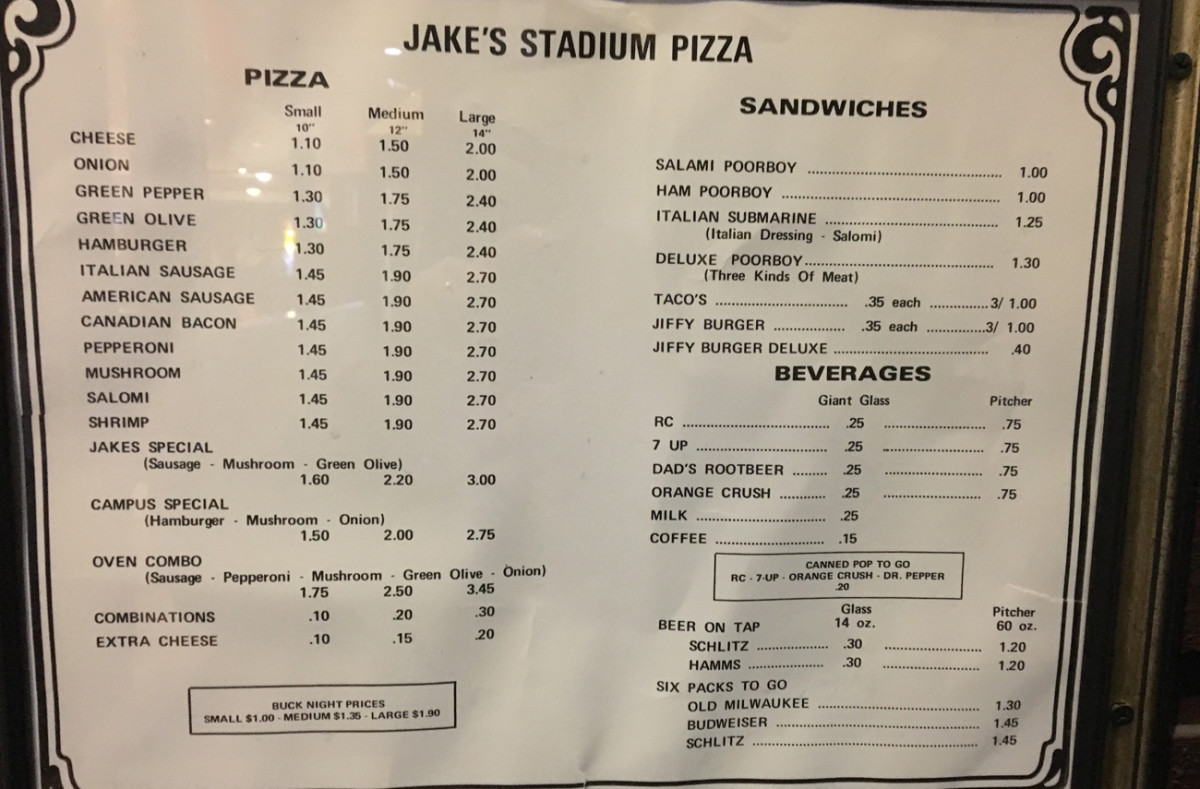 JAKE'S STADIUM PIZZA
PIZZA
Small Medium Large
10" 12" 14"
CHEESE 1.10 1.50 2.00
ONION 1.10 1.50 2.00
GREEN PEPPER 1.30 1.75 2.40
GREEN OLIVE 1.30 1.75 2.40
HAMBURGER 1.30 1.75 2.40
ITALIAN SAUSAGE 1.45 1.90 2.70
AMERICAN SAUSAGE 1.45 1.90 2.70
CANADIAN BACON 1.45 1.90 2.70
PEPPERONI 1.45 1.90 2.70
MUSHROOM 1.45 1.90 2.70
SALOMI 1.45 1.90 2.70
SHRIMP 1.45 1.90 2.70
JAKES SPECIAL
(Sausage - Mushroom - Green Olive)
1.60 2.20 3.00
CAMPUS SPECIAL
(Hamburger - Mushroom - Onion)
1.50 2.00 2.75
OVEN COMBO
(Sausage - Pepperoni - Mushroom - Green Olive - Onion)
1.75 2.50 3.45
COMBINATIONS .10 .20 .30
EXTRA CHEESE .10 .15 .20
BUCK NIGHT PRICES
SMALL $1.00 - MEDIUM $1.35 - LARGE $1.90
SANDWICHES
SALAMI POORBOY ........ 1.00
HAM POORBOY ........ 1.00
ITALIAN SUBMARINE ........ 1.25
(Italian Dressing - Salomi)
DELUXE POORBOY ........ 1.30
(Three Kinds Of Meat)
TACO'S ........ .35 each ........ 3/ 1.00
JIFFY BURGER ........ .35 each ........ 3/ 1.00
JIFFY BURGER DELUXE ........ .40
BEVERAGES
Giant Glass Pitcher
RC ........ .25 ........ .75
7 UP ........ .25 ........ .75
DAD'S ROOTBEER ........ .25 ........ .75
ORANGE CRUSH ........ .25 ........ .75
MILK ........ .25
COFFEE ........ .15
CANNED POP TO GO
RC - 7-UP - ORANGE CRUSH - DR. PEPPER
.20
Glass Pitcher
BEER ON TAP 14 oz. 60 oz.
SCHLITZ ........ .30 ........ 1.20
HAMMS ........ .30 ........ 1.20
SIX PACKS TO GO
OLD MILWAUKEE ........ 1.30
BUDWEISER ........ 1.45
SCHLITZ ........ 1.45